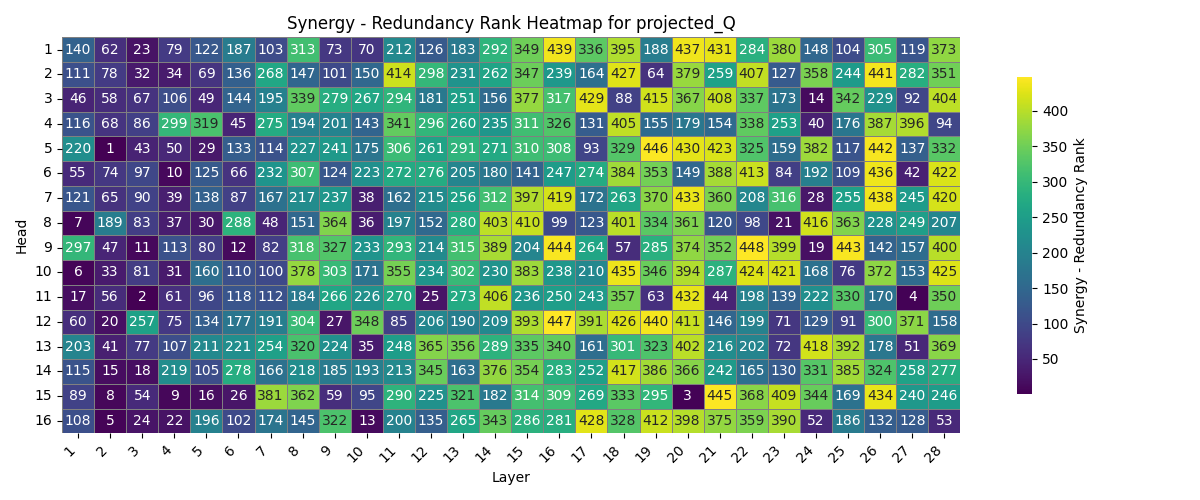 Synergy - Redundancy Rank Heatmap for projected_Q
1 140 62 23 79 122 187 103 313 73 70 212 126 183 292 349 439 336 395 188 437 431 284 380 148 104 305 119 373
2 111 78 32 34 69 136 268 147 101 150 414 298 231 262 347 239 164 427 64 379 259 407 127 358 244 441 282 351
3 46 58 67 106 49 144 195 339 279 267 294 181 251 156 377 317 429 88 415 367 408 337 173 14 342 229 92 404
4 116 68 86 299 319 45 275 194 201 143 341 296 260 235 311 326 131 405 155 179 154 338 253 40 176 387 396 94
5 220 1 43 50 29 133 114 227 241 175 306 261 291 271 310 308 93 329 446 430 423 325 159 382 117 442 137 332
6 55 74 97 10 125 66 232 307 124 223 272 276 205 180 141 247 274 384 353 149 388 413 84 192 109 436 42 422
7 121 65 90 39 138 87 167 217 237 38 162 215 256 312 397 419 172 263 370 433 360 208 316 28 255 438 245 420
8 7 189 83 37 30 288 48 151 364 36 197 152 280 403 410 99 123 401 334 361 120 98 21 416 363 228 249 207
9 297 47 11 113 80 12 82 318 327 233 293 214 315 389 204 444 264 57 285 374 352 448 399 19 443 142 157 400
10 6 33 81 31 160 110 100 378 303 171 355 234 302 230 383 238 210 435 346 394 287 424 421 168 76 372 153 425
11 17 56 2 61 96 118 112 184 266 226 270 25 273 406 236 250 243 357 63 432 44 198 139 222 330 170 4 350
12 60 20 257 75 134 177 191 304 27 348 85 206 190 209 393 447 391 426 440 411 146 199 71 129 91 300 371 158
13 203 41 77 107 211 221 254 320 224 35 248 365 356 289 335 340 161 301 323 402 216 202 72 418 392 178 51 369
14 115 15 18 219 105 278 166 218 185 193 213 345 163 376 354 283 252 417 386 366 242 165 130 331 385 324 258 277
15 89 8 54 9 16 26 381 362 59 95 290 225 321 182 314 309 269 333 295 3 445 368 409 344 169 434 240 246
16 108 5 24 22 196 102 174 145 322 13 200 135 265 343 286 281 428 328 412 398 375 359 390 52 186 132 128 53
1 2 3 4 5 6 7 8 9 10 11 12 13 14 15 16 17 18 19 20 21 22 23 24 25 26 27 28
Layer
Head
400
350
300
250
200
150
100
50
Synergy - Redundancy Rank